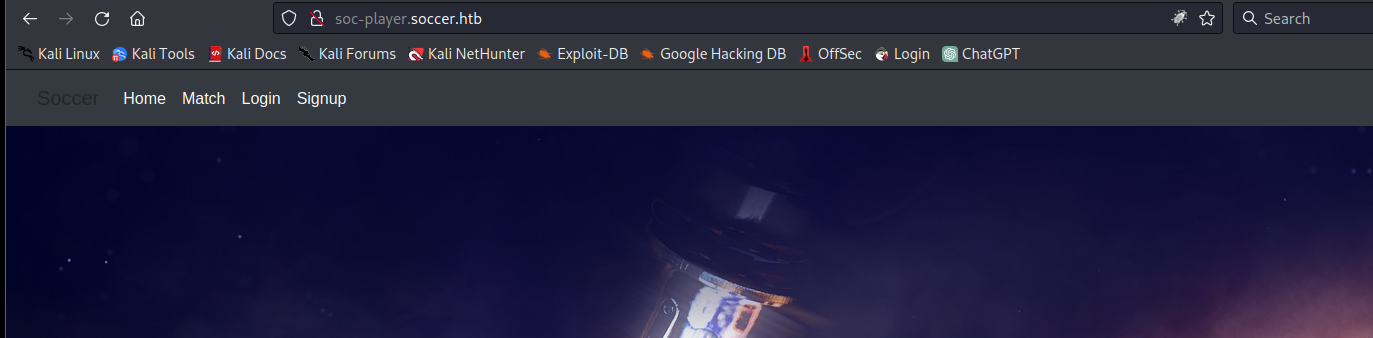 soc-player.soccer.htb Search
Kali Linux Kali Tools Kali Docs Kali Forums Kali NetHunter Exploit-DB Google Hacking DB OffSec Login ChatGPT
Soccer Home Match Login Signup